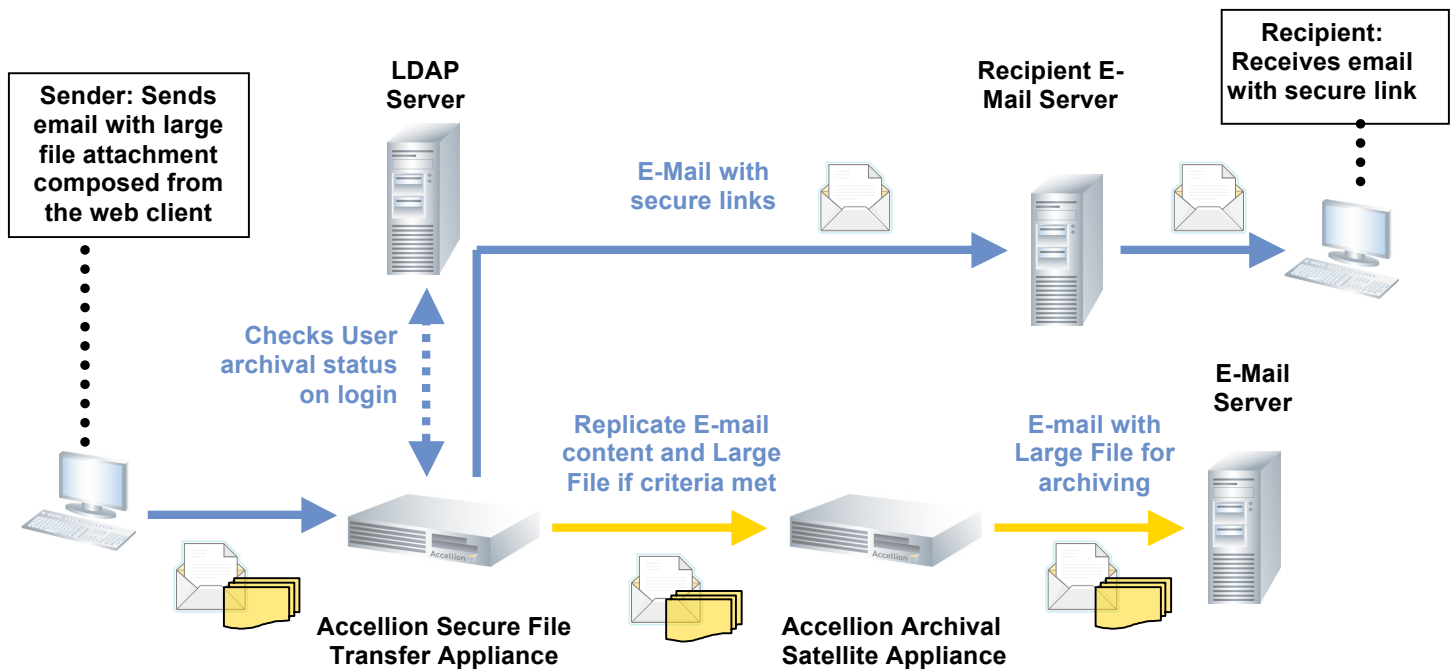 Sender: Sends
email with large
file attachment
composed from
the web client
LDAP
Server
Recipient E-
Mail Server
Recipient:
Receives email
with secure link
E-Mail with
secure links
Checks User
archival status
on login
E-Mail
Server
Replicate E-mail
content and Large
File if criteria met
E-mail with
Large File for
archiving
Accellion
Accellion
Accellion Secure File
Transfer Appliance
Accellion Archival
Satellite Appliance